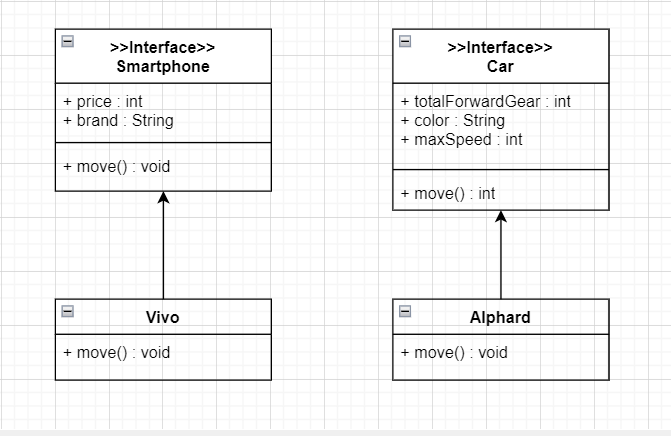 >>Interface>>
Smartphone
+ price : int
+ brand : String
+ move() : void
Vivo
+ move() : void
>>Interface>>
Car
+ totalForwardGear : int
+ color : String
+ maxSpeed : int
+ move() : int
Alphard
+ move() : void